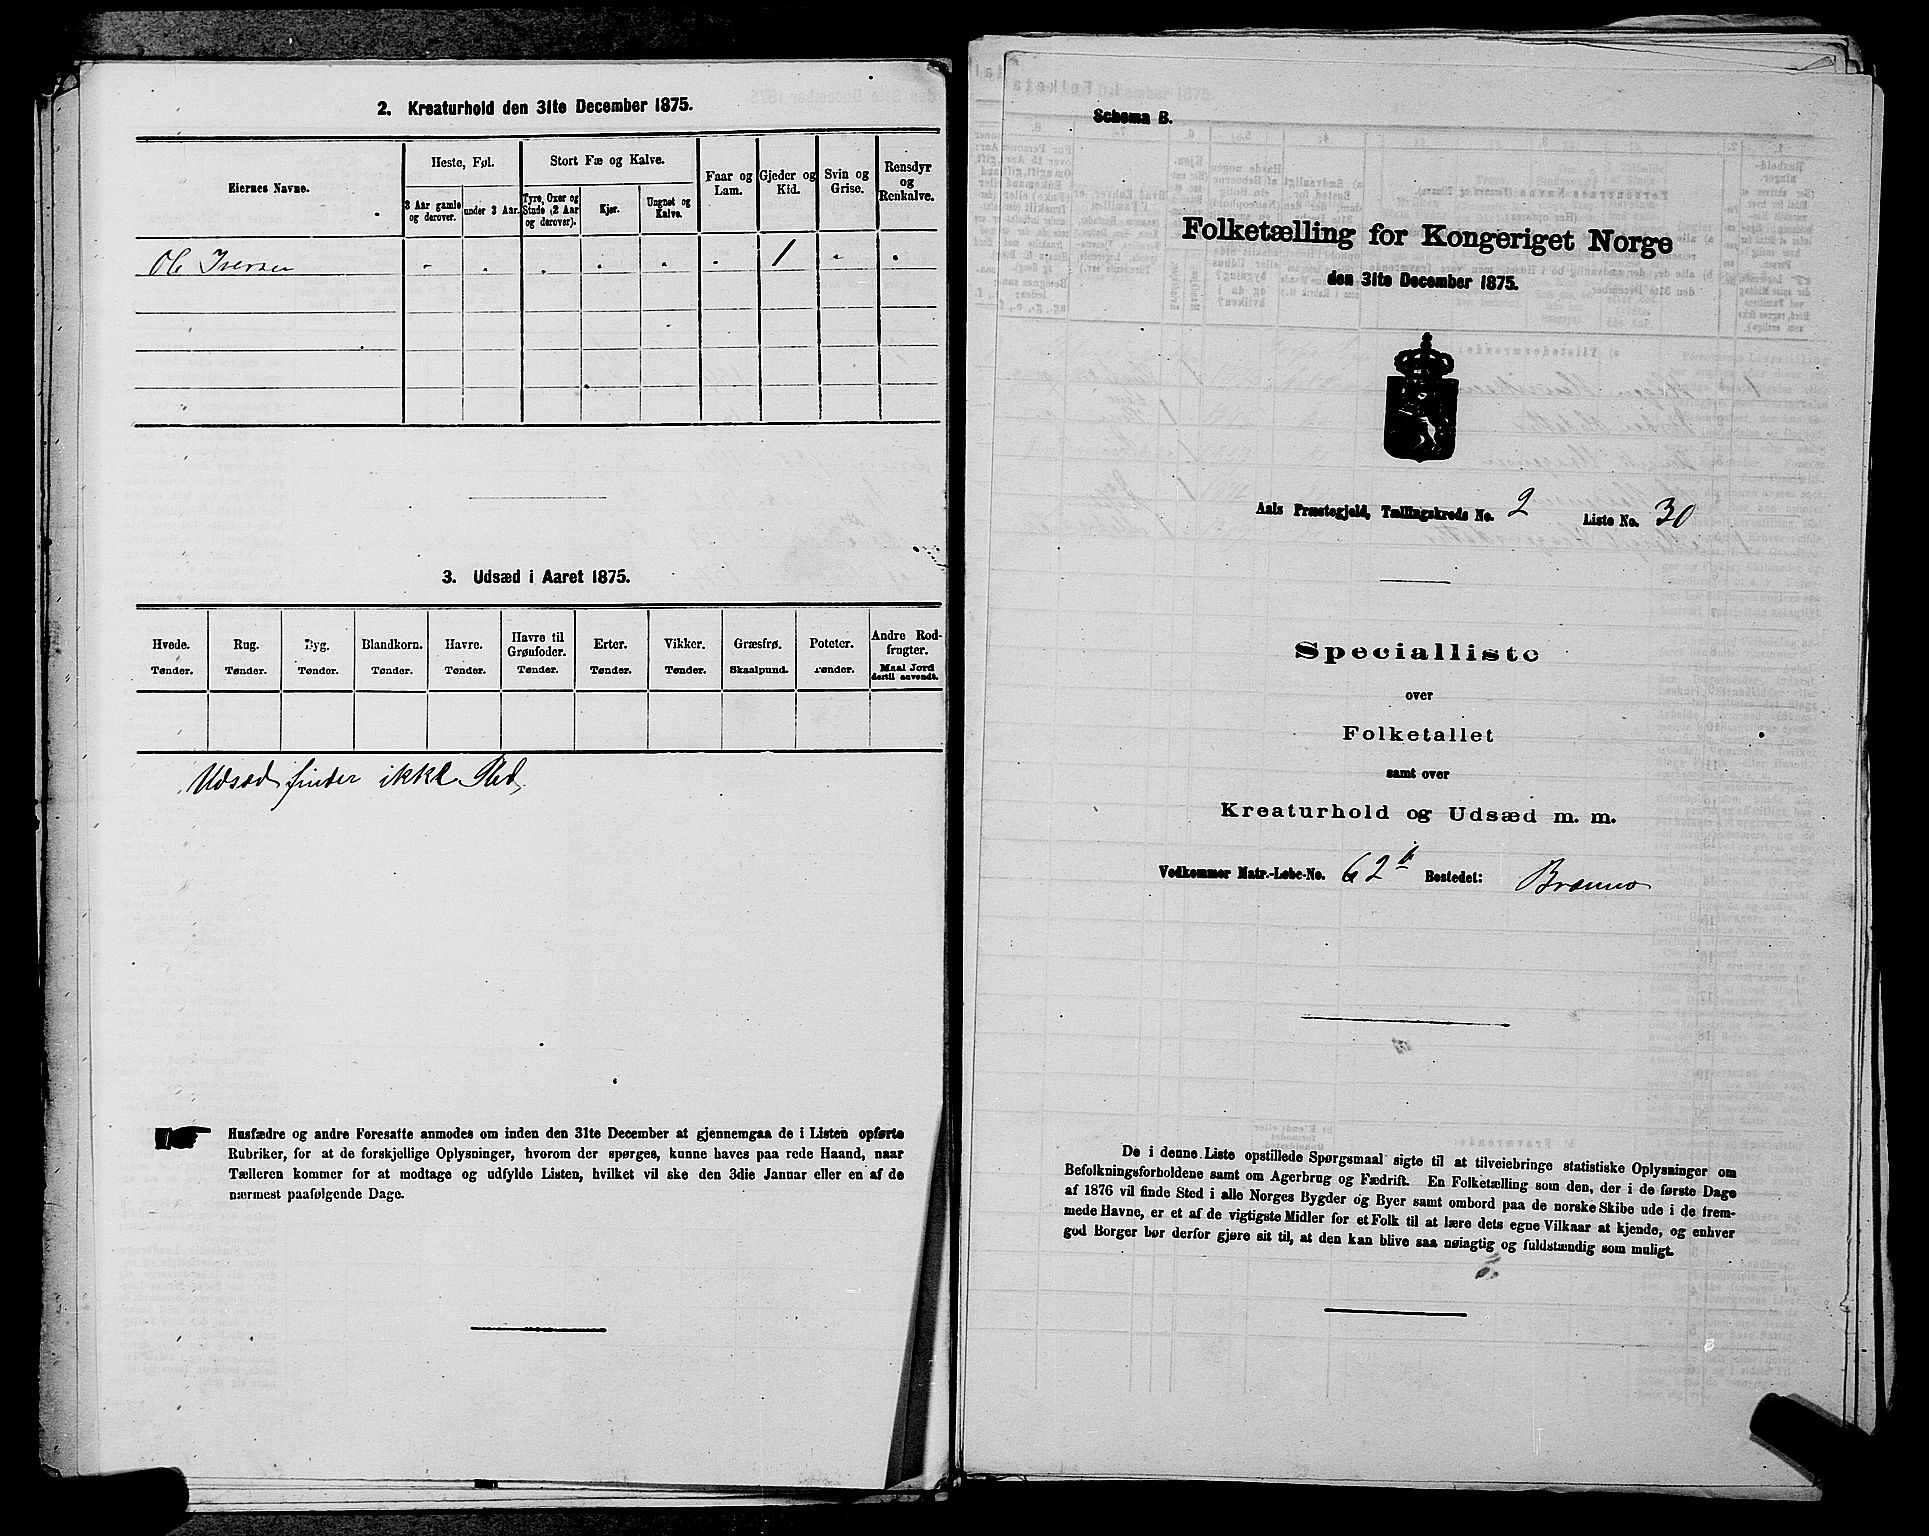 2. Kreaturhold den 31te December 1875.
Eiernes Navne.
Heste, Føl.
Stort Fæ og Kalve.
Faar og Lam.
Gjeder og Kid.
Svin og Grise.
Rensdyr og Renkalve.
3 Aar gamle og derover.
under 3 Aar.
Tyre, Oxer og Stude (2 Aar og derover).
Kjør.
Ungnøt og Kalve.
Ole Iversen " " " " " " 1 " "
3. Udsæd i Aaret 1875.
Hvede. Rug. Byg. Blandkorn. Havre. Havre til Grønfoder. Erter. Vikker. Græsfrø. Poteter. Andre Rodfrugter.
Tønder. Tønder. Tønder. Tønder. Tønder. Tønder. Tønder. Tønder. Skaalpund. Tønder. Maal Jord dertil anvendt.
Udsæd finder ikke Sted
Husfædre og andre Foresatte anmodes om inden den 31te December at gjennemgaa de i Listen opførte
Rubriker, for at de forskjellige Oplysninger, hvorom der spørges, kunne haves paa rede Haand, naar
Tælleren kommer for at modtage og udfylde Listen, hvilket vil ske den 3die Januar eller en af de
nærmest paafølgende Dage.
Schema B.
Folketælling for Kongeriget Norge
den 31te December 1875.
Aals Præstegjeld, Tællingskreds No. 2 Liste No. 30
Specialliste
over
Folketallet
samt over
Kreaturhold og Udsæd m. m.
Vedkommer Matr.-Løbe-No. 62 Bostedet:
De i denne Liste opstillede Spørgsmaal sigte til at tilveiebringe statistiske Oplysninger om
Befolkningsforholdene samt om Agerbrug og Fædrift. En Folketælling som den, der i de første Dage
af 1876 vil finde Sted i alle Norges Bygder og Byer samt ombord paa de norske Skibe ude i de frem-
mede Havne, er et af de vigtigste Midler for et Folk til at lære dets egne Vilkaar at kjende, og enhver
god Borger bør derfor gjøre sit til, at den kan blive saa nøiagtig og fuldstændig som muligt.